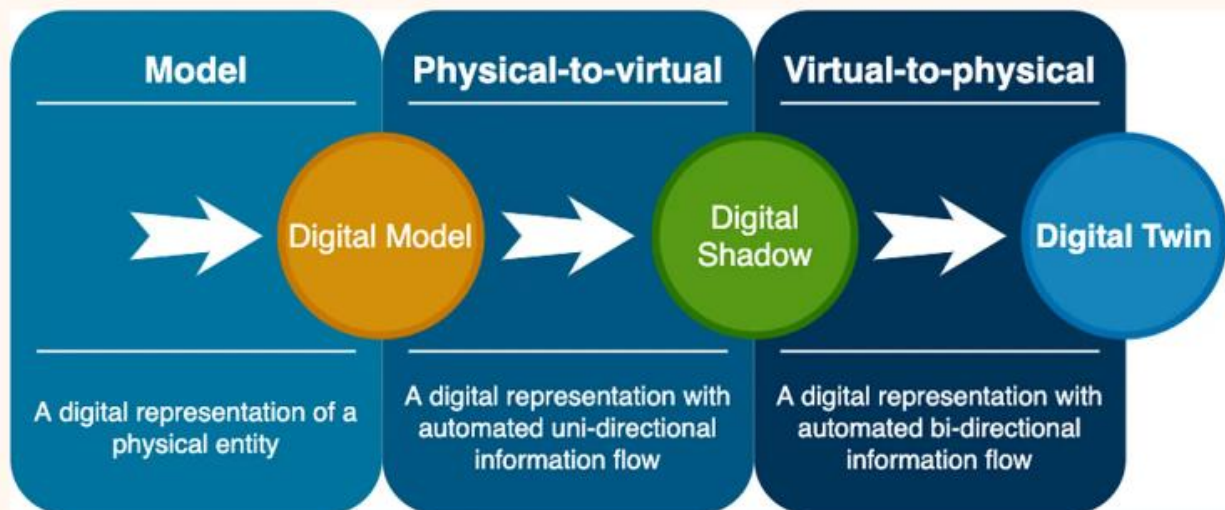 Model
Physical-to-virtual
Virtual-to-physical
Digital Model
Digital
Shadow
Digital Twin
A digital representation of a
physical entity
A digital representation with
automated uni-directional
information flow
A digital representation with
automated bi-directional
information flow